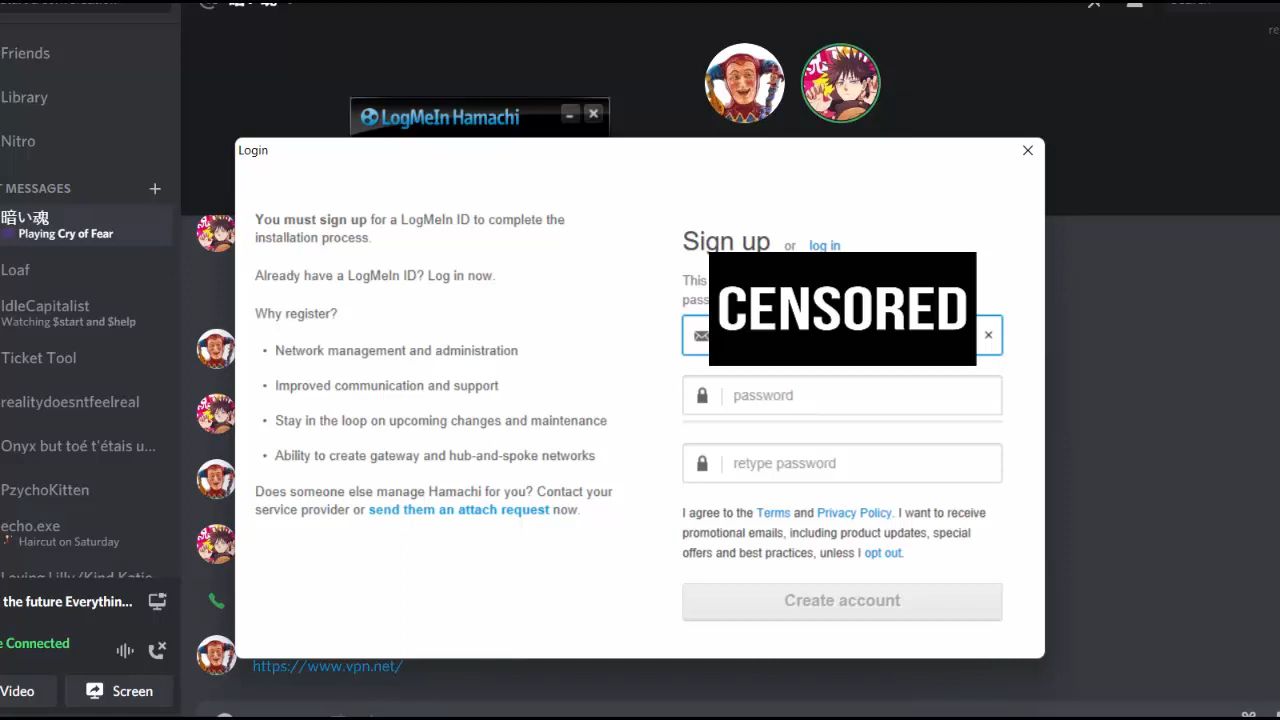 Friends
Library
Nitro
T MESSAGES
暗い魂
Playing Cry of Fear
Loaf
IdleCapitalist
Watching $start and $help
Ticket Tool
realitydoesntfeelreal
Onyx but toé t'étais u...
PzychoKitten
echo.exe
Haircut on Saturday
the future Everythin...
e Connected
Video
Screen
LogMeIn Hamachi
Login
You must sign up for a LogMeIn ID to complete the
installation process.
Already have a LogMeIn ID? Log in now.
Why register?
• Network management and administration
• Improved communication and support
• Stay in the loop on upcoming changes and maintenance
• Ability to create gateway and hub-and-spoke networks
Does someone else manage Hamachi for you? Contact your
service provider or send them an attach request now.
Sign up or log in
This
pass
CENSORED
password
retype password
I agree to the Terms and Privacy Policy. I want to receive
promotional emails, including product updates, special
offers and best practices, unless I opt out.
Create account
https://www.vpn.net/